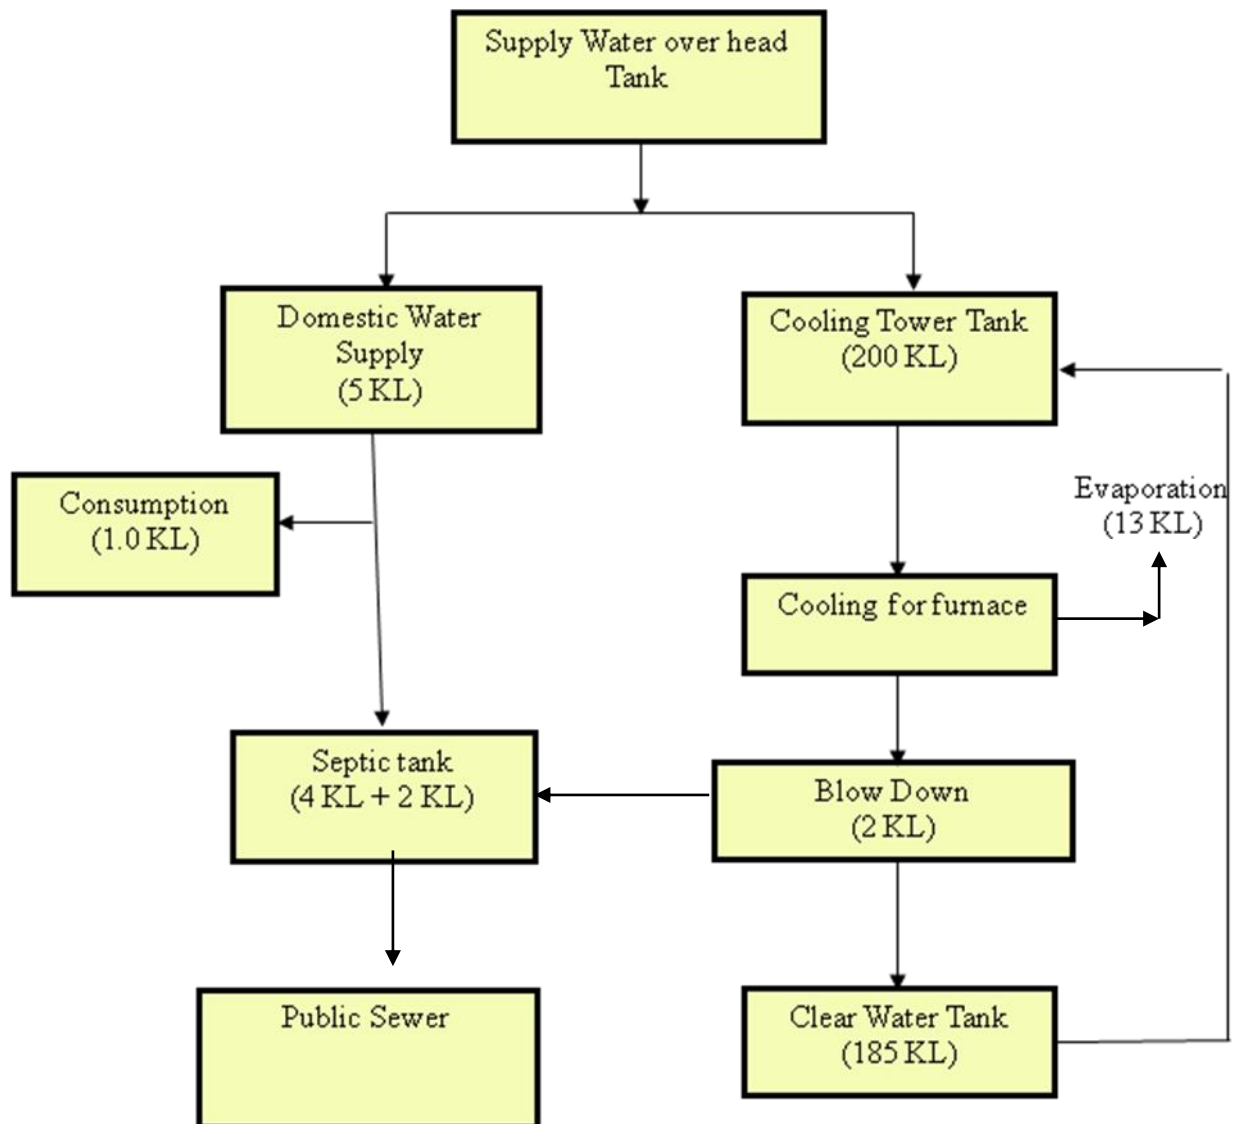 Supply Water over head
Tank
Domestic Water
Supply
(5 KL)
Cooling Tower Tank
(200 KL)
Consumption
(1.0 KL)
Evaporation
(13 KL)
Cooling for furnace
Septic tank
(4 KL + 2 KL)
Blow Down
(2 KL)
Public Sewer
Clear Water Tank
(185 KL)